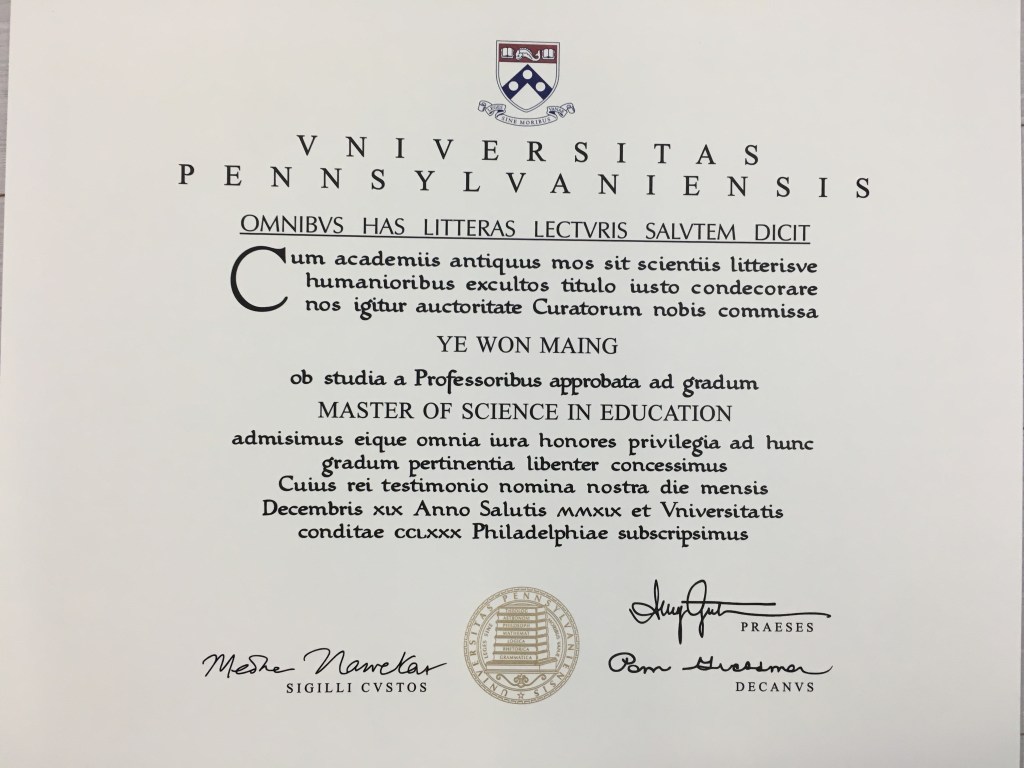 SINE MORIBUS
VNIVERSITAS
PENNSYLVANIENSIS
OMNIBVS HAS LITTERAS LECTVRIS SALVTEM DICIT
Cum academiis antiquus mos sit scientiis litterisve
humanioribus excultos titulo iusto condecorare
nos igitur auctoritate Curatorum nobis commissa
YE WON MAING
ob studia a Professoribus approbata ad gradum
MASTER OF SCIENCE IN EDUCATION
admisimus eique omnia iura honores privilegia ad hunc
gradum pertinentia libenter concessimus
Cuius rei testimonio nomina nostra die mensis
Decembris XIX Anno Salutis MMXIX et Vniversitatis
conditae CCLXXX Philadelphiae subscripsimus
PRAESES
SIGILLI CVSTOS
UNIVERSITAS PENNSYLVANIENSIS
Pam Grossman
DECANVS